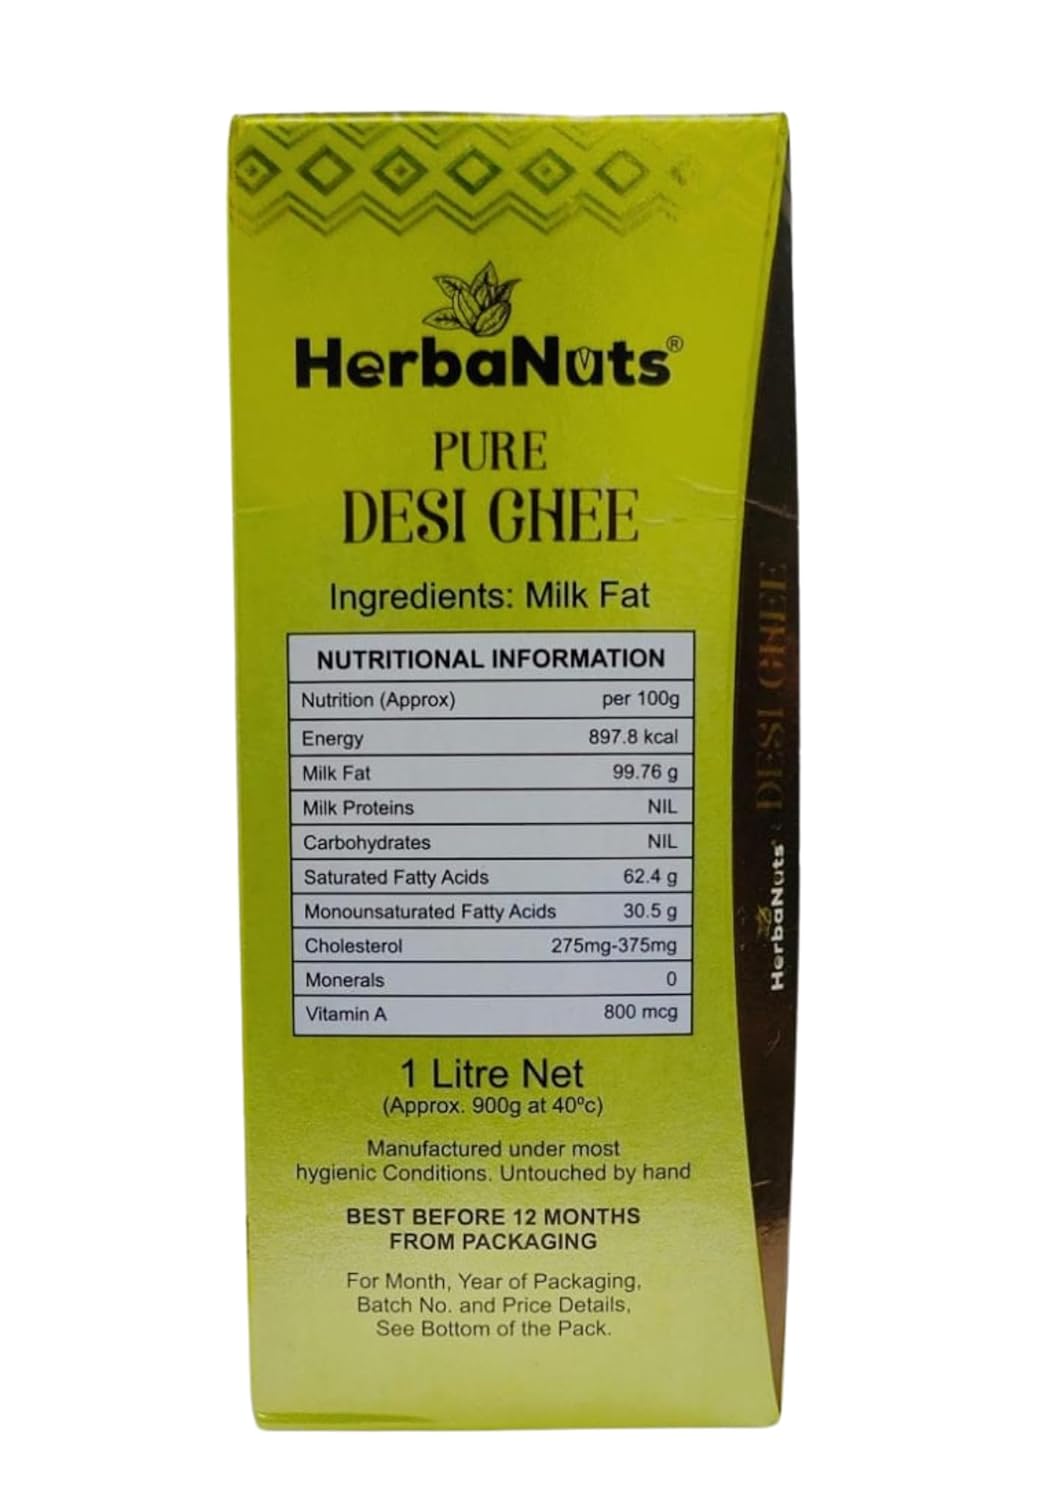 HerbaNuts®
PURE
DESI GHEE
Ingredients: Milk Fat
NUTRITIONAL INFORMATION
Nutrition (Approx) per 100g
Energy 897.8 kcal
Milk Fat 99.76 g
Milk Proteins NIL
Carbohydrates NIL
Saturated Fatty Acids 62.4 g
Monounsaturated Fatty Acids 30.5 g
Cholesterol 275mg-375mg
Monerals 0
Vitamin A 800 mcg
1 Litre Net
(Approx. 900g at 40ºc)
Manufactured under most
hygienic Conditions. Untouched by hand
BEST BEFORE 12 MONTHS
FROM PACKAGING
For Month, Year of Packaging,
Batch No. and Price Details,
See Bottom of the Pack.
HerbaNuts DESI GHEE